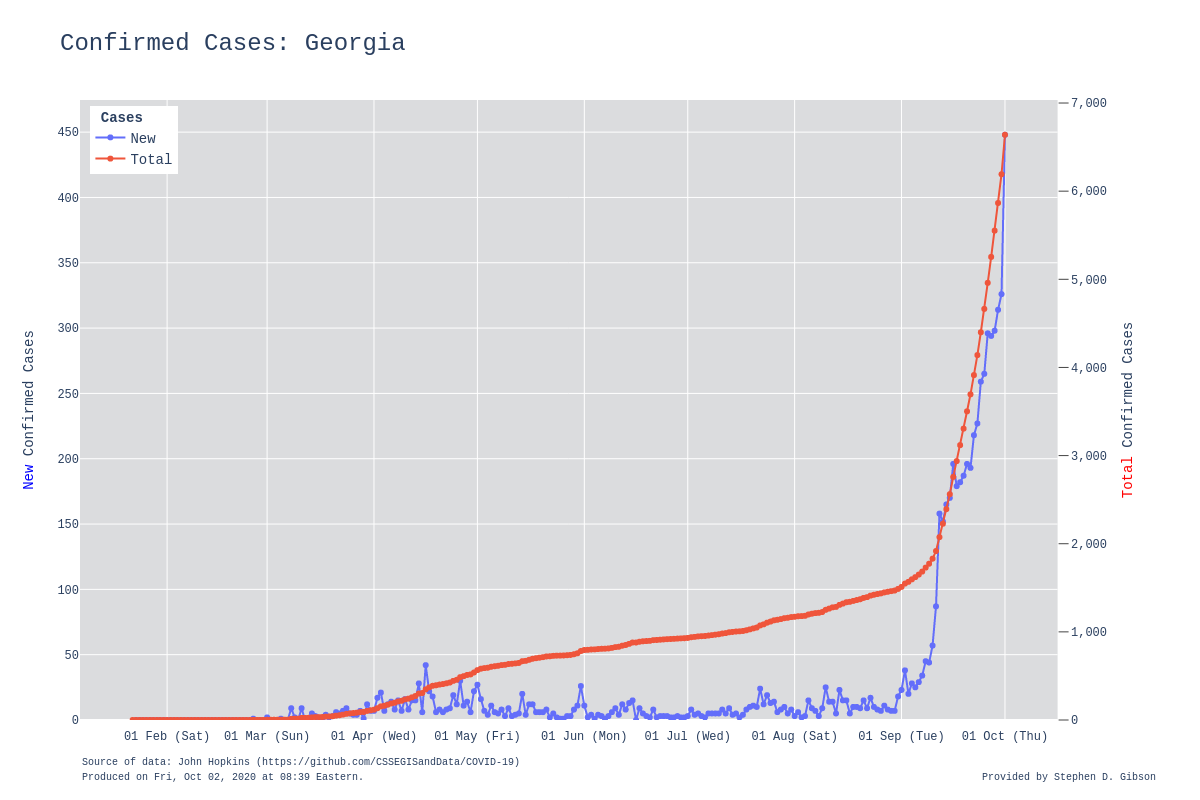 Confirmed Cases: Georgia
Cases
New
Total
450
400
350
300
250
200
150
100
50
0
7,000
6,000
5,000
4,000
3,000
2,000
1,000
0
New Confirmed Cases
Total Confirmed Cases
01 Feb (Sat) 01 Mar (Sun) 01 Apr (Wed) 01 May (Fri) 01 Jun (Mon) 01 Jul (Wed) 01 Aug (Sat) 01 Sep (Tue) 01 Oct (Thu)
Source of data: John Hopkins (https://github.com/CSSEGISandData/COVID-19)
Produced on Fri, Oct 02, 2020 at 08:39 Eastern.
Provided by Stephen D. Gibson